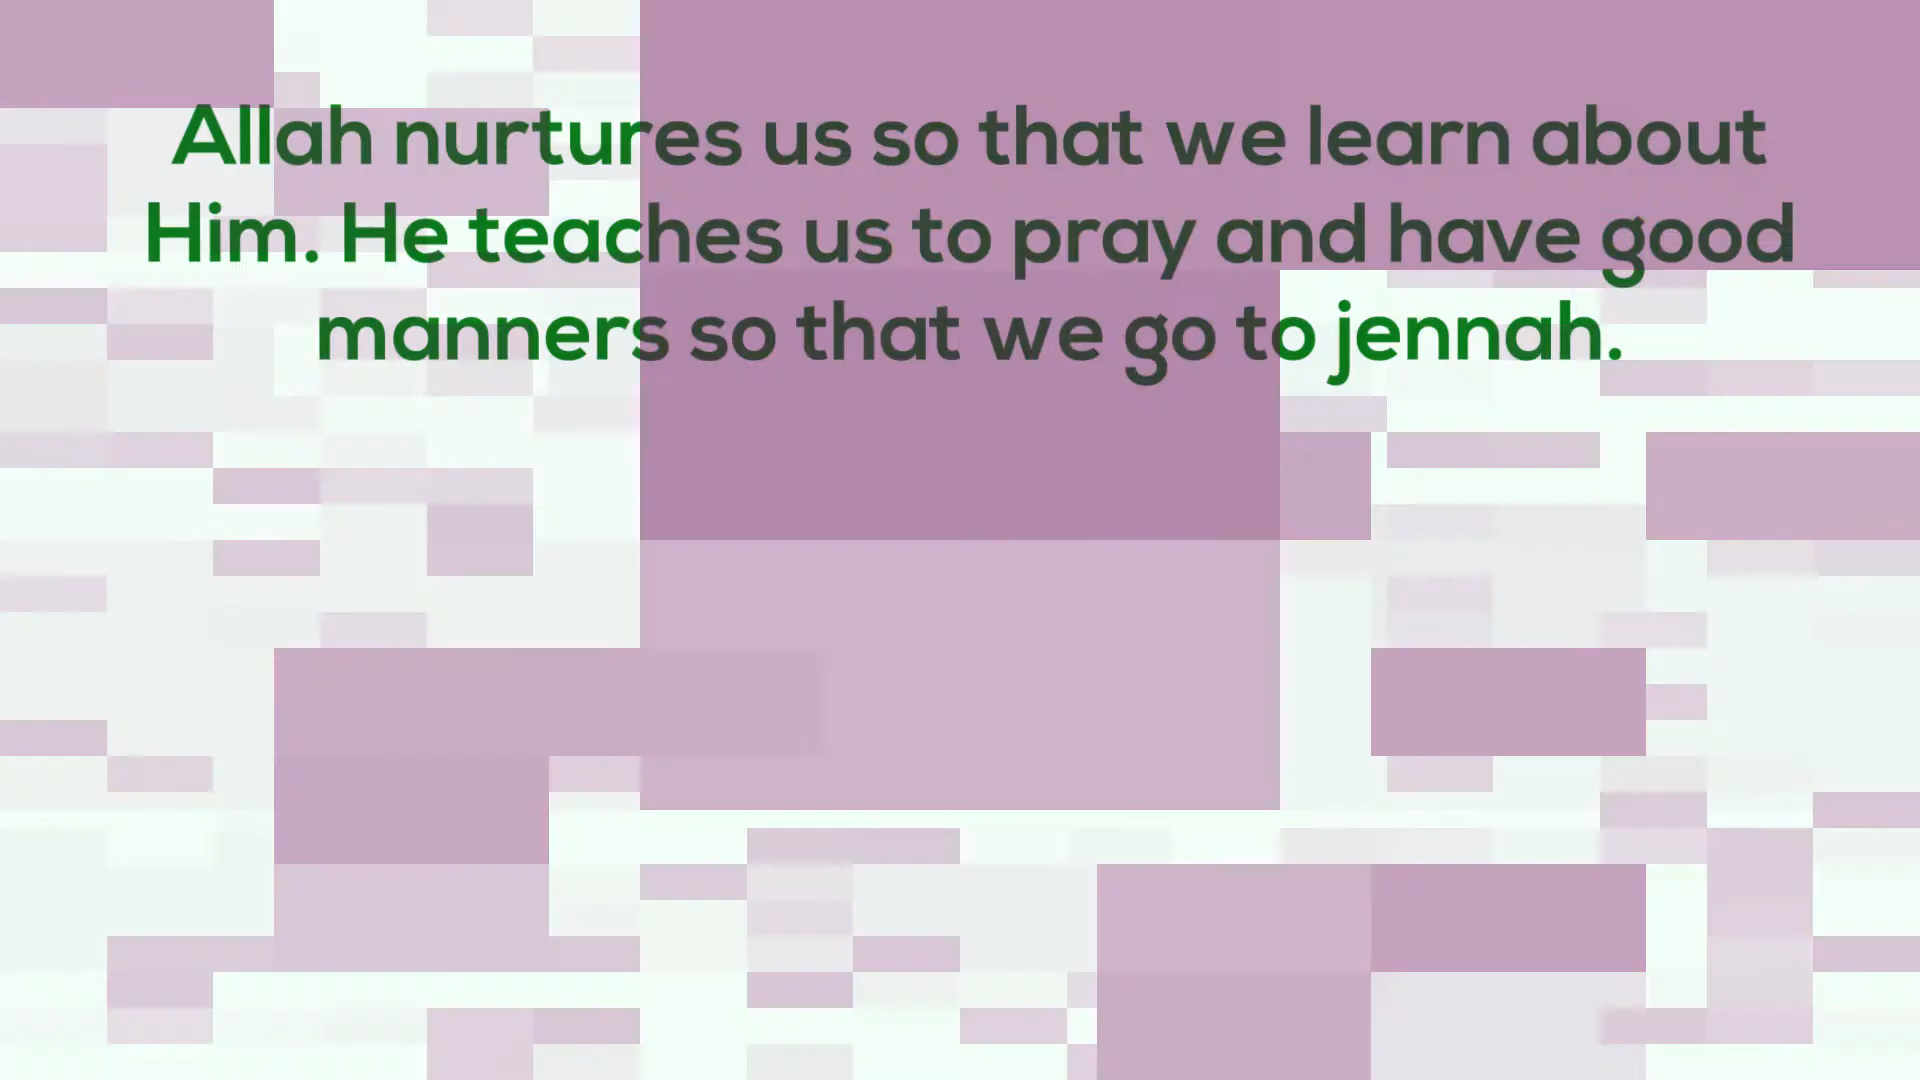 Allah nurtures us so that we learn about
Him. He teaches us to pray and have good
manners so that we go to jennah.